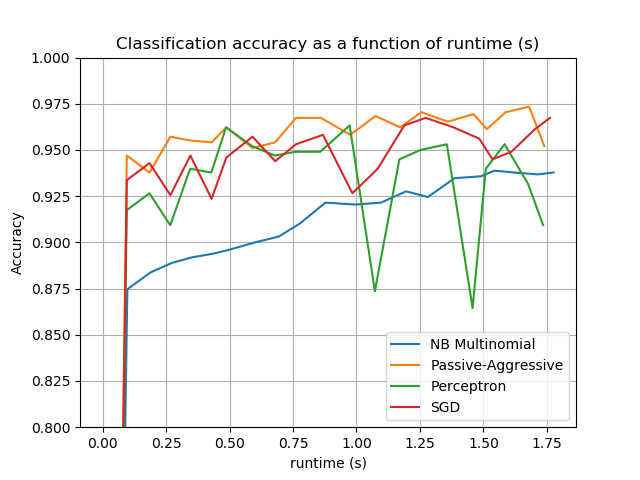 Classification accuracy as a function of runtime (s)
1.000
0.975
0.950
0.925
0.900
0.875
0.850
0.825
0.800
Accuracy
NB Multinomial
Passive-Aggressive
Perceptron
SGD
0.00 0.25 0.50 0.75 1.00 1.25 1.50 1.75
runtime (s)